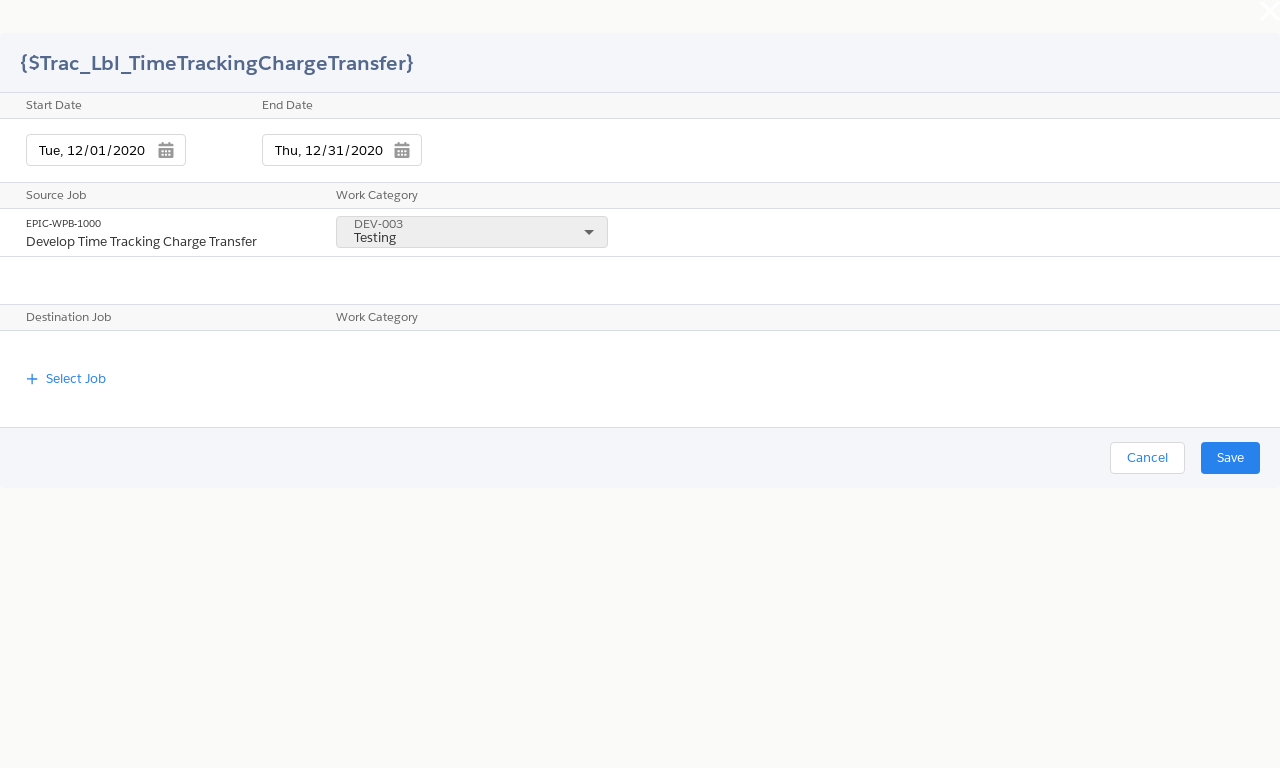 {$Trac_Lbl_TimeTrackingChargeTransfer}
Start Date End Date
Tue, 12/01/2020 Thu, 12/31/2020
Source Job Work Category
EPIC-WPB-1000
Develop Time Tracking Charge Transfer
DEV-003
Testing
Destination Job Work Category
+ Select Job
Cancel Save